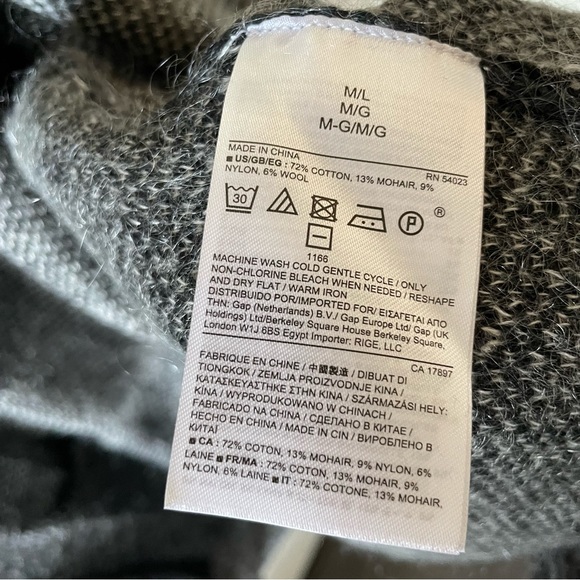 M/L
M/G
M-G/M/G
MADE IN CHINA RN 54023
■ US/GB/EG : 72% COTTON, 13% MOHAIR, 9%
NYLON, 6% WOOL
30 P ®
1166
MACHINE WASH COLD GENTLE CYCLE / ONLY
NON-CHLORINE BLEACH WHEN NEEDED / RESHAPE
AND DRY FLAT / WARM IRON
DISTRIBUIDO POR/IMPORTED FOR/ ΕΙΣΑΓΕΤΑΙ ΑΠΟ
ΤΗΝ: Gap (Netherlands) B.V./ Gap Europe Ltd/ Gap (UK
Holdings) Ltd/Berkeley Square House Berkeley Square,
London W1J 6BS Egypt Importer: RIGE, LLC
CA 17897
FABRIQUÉ EN CHINE / 中國製造 / DIBUAT DI
TIONGKOK / ZEMLJA PROIZVODNJE KINA /
ΚΑΤΑΣΚΕΥΑΣΤΗΚΕ ΣΤΗΝ ΚΙΝΑ / SZÁRMAZÁSI HELY:
KÍNA / WYPRODUKOWANO W CHINACH /
FABRICADO NA CHINA / СДЕЛАНО В КИТАЕ /
HECHO EN CHINA / MADE IN CIN / ВИРОБЛЕНО В
КИТАЇ
■ CA : 72% COTTON, 13% MOHAIR, 9% NYLON, 6%
LAINE ■ FR/MA : 72% COTON, 13% MOHAIR, 9%
NYLON, 6% LAINE ■ IT : 72% COTONE, 13% MOHAIR,